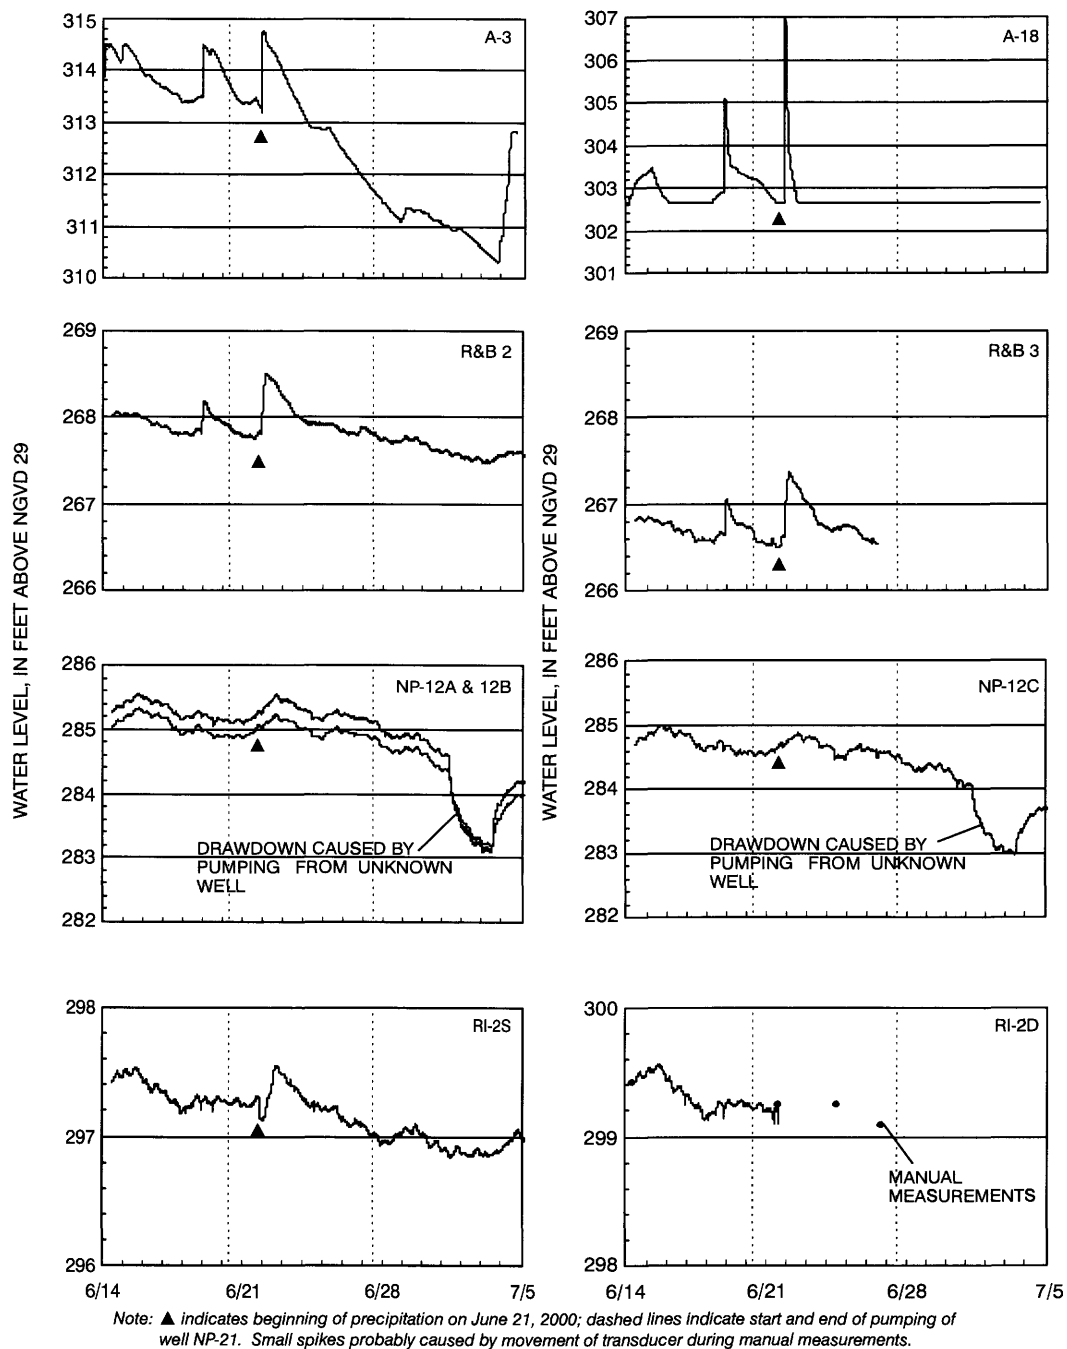 315
314
313
312
311
310
A-3
307
306
305
304
303
302
301
A-18
269
268
267
266
R&B 2
269
268
267
266
R&B 3
WATER LEVEL, IN FEET ABOVE NGVD 29
WATER LEVEL, IN FEET ABOVE NGVD 29
286
285
284
283
282
NP-12A & 12B
DRAWDOWN CAUSED BY
PUMPING FROM UNKNOWN
WELL
286
285
284
283
282
NP-12C
DRAWDOWN CAUSED BY
PUMPING FROM UNKNOWN
WELL
298
297
296
RI-2S
6/14 6/21 6/28 7/5
300
299
298
RI-2D
MANUAL
MEASUREMENTS
6/14 6/21 6/28 7/5
Note: ▲ indicates beginning of precipitation on June 21, 2000; dashed lines indicate start and end of pumping of
well NP-21. Small spikes probably caused by movement of transducer during manual measurements.